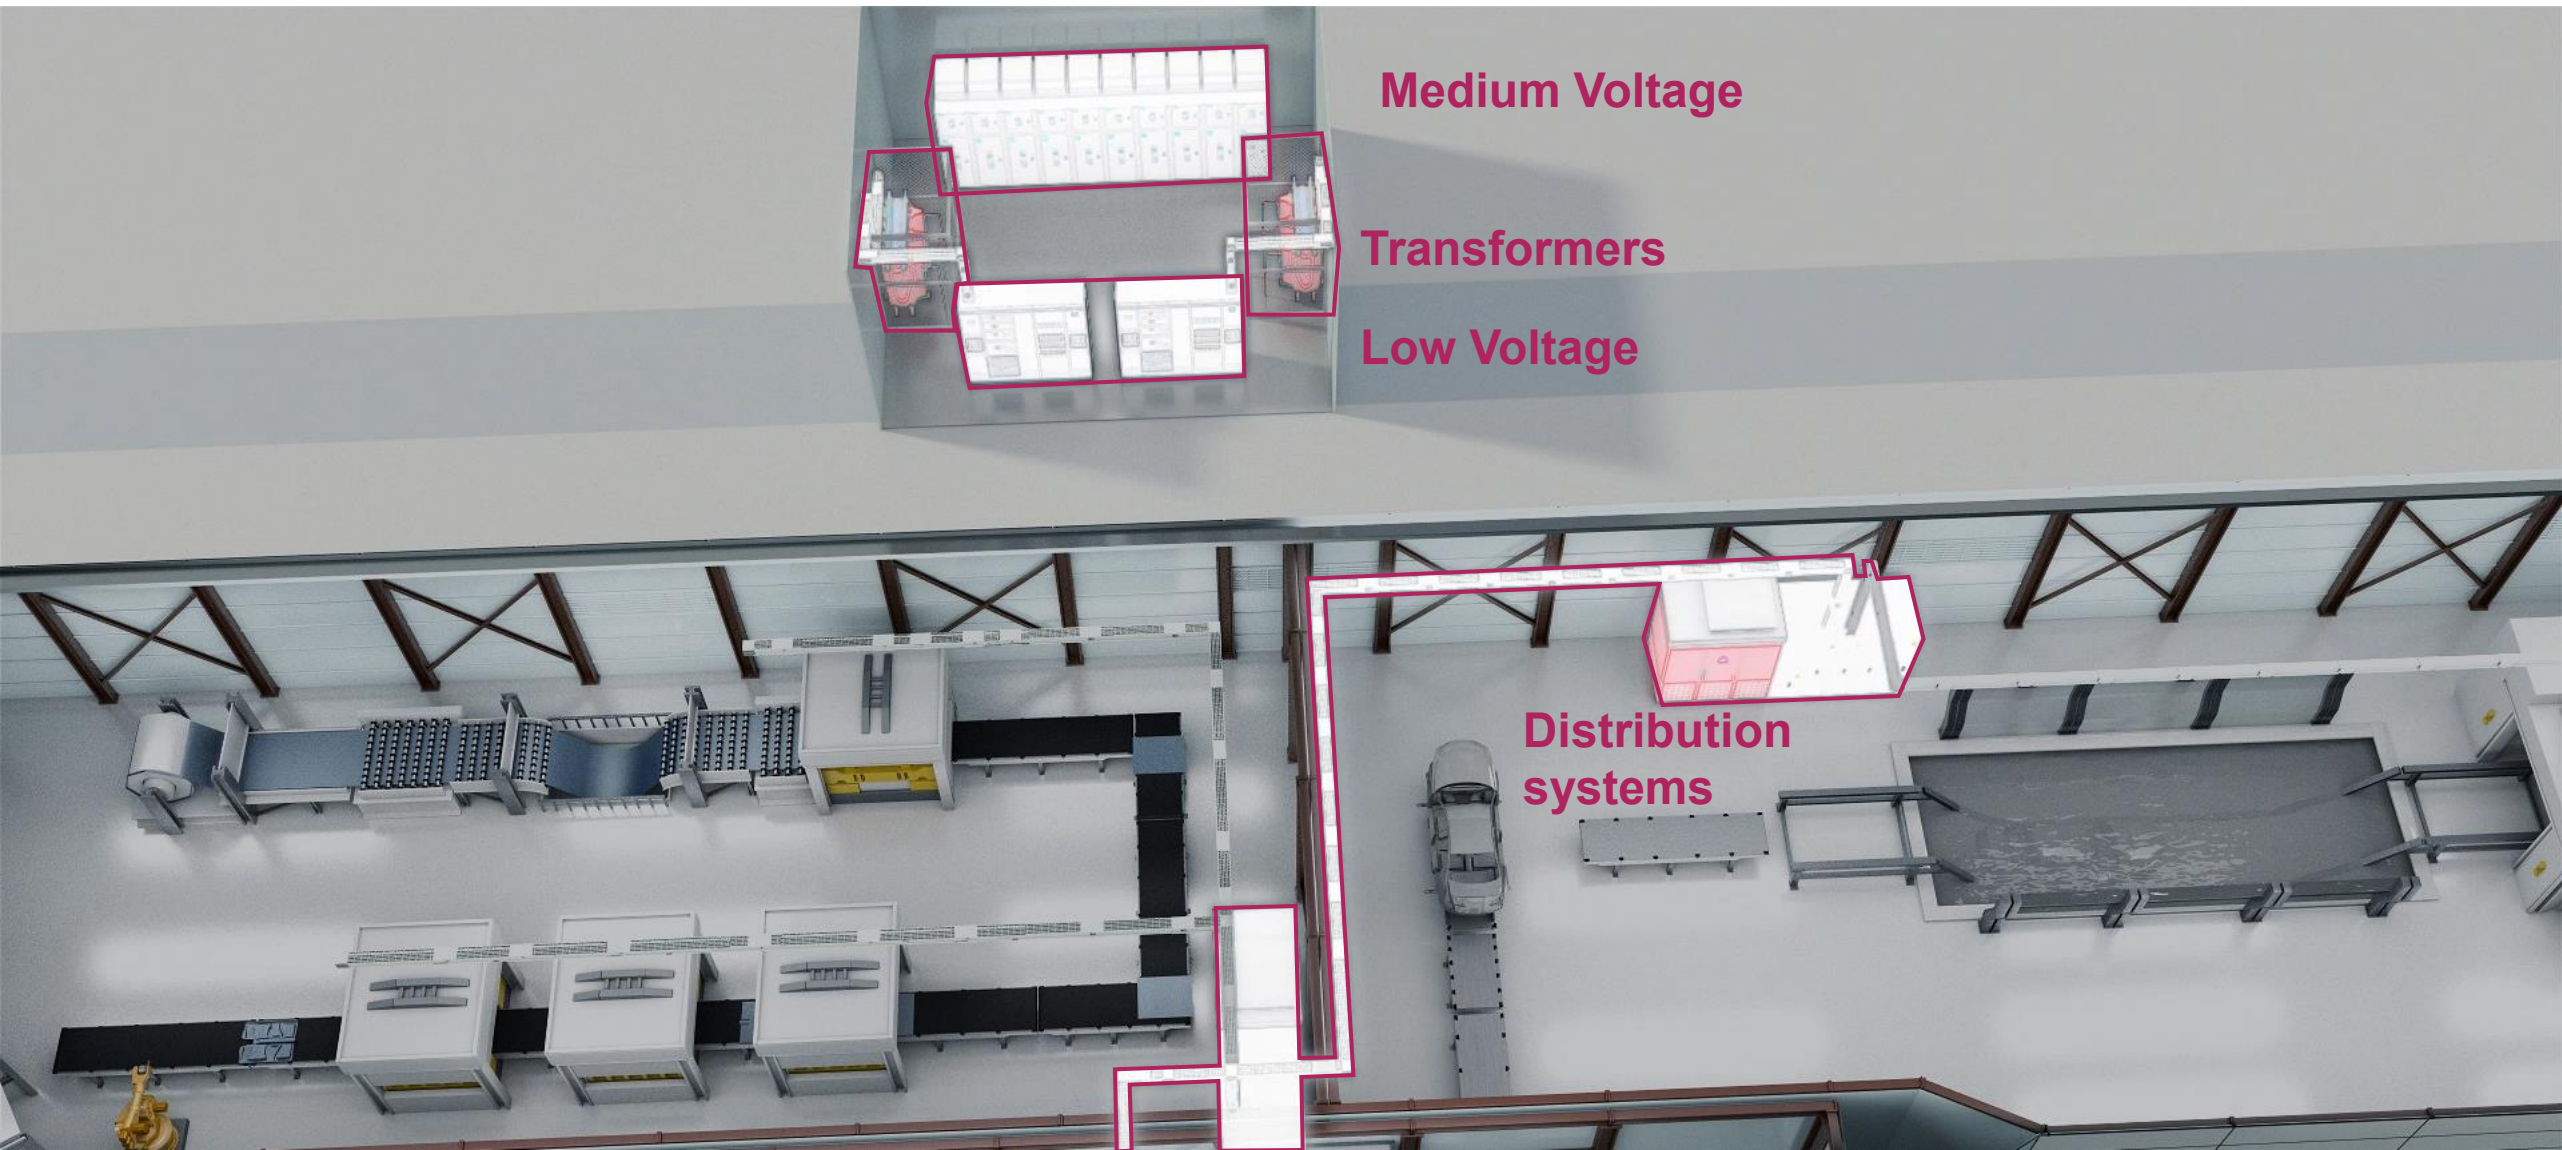 Medium Voltage
Transformers
Low Voltage
Distribution
systems